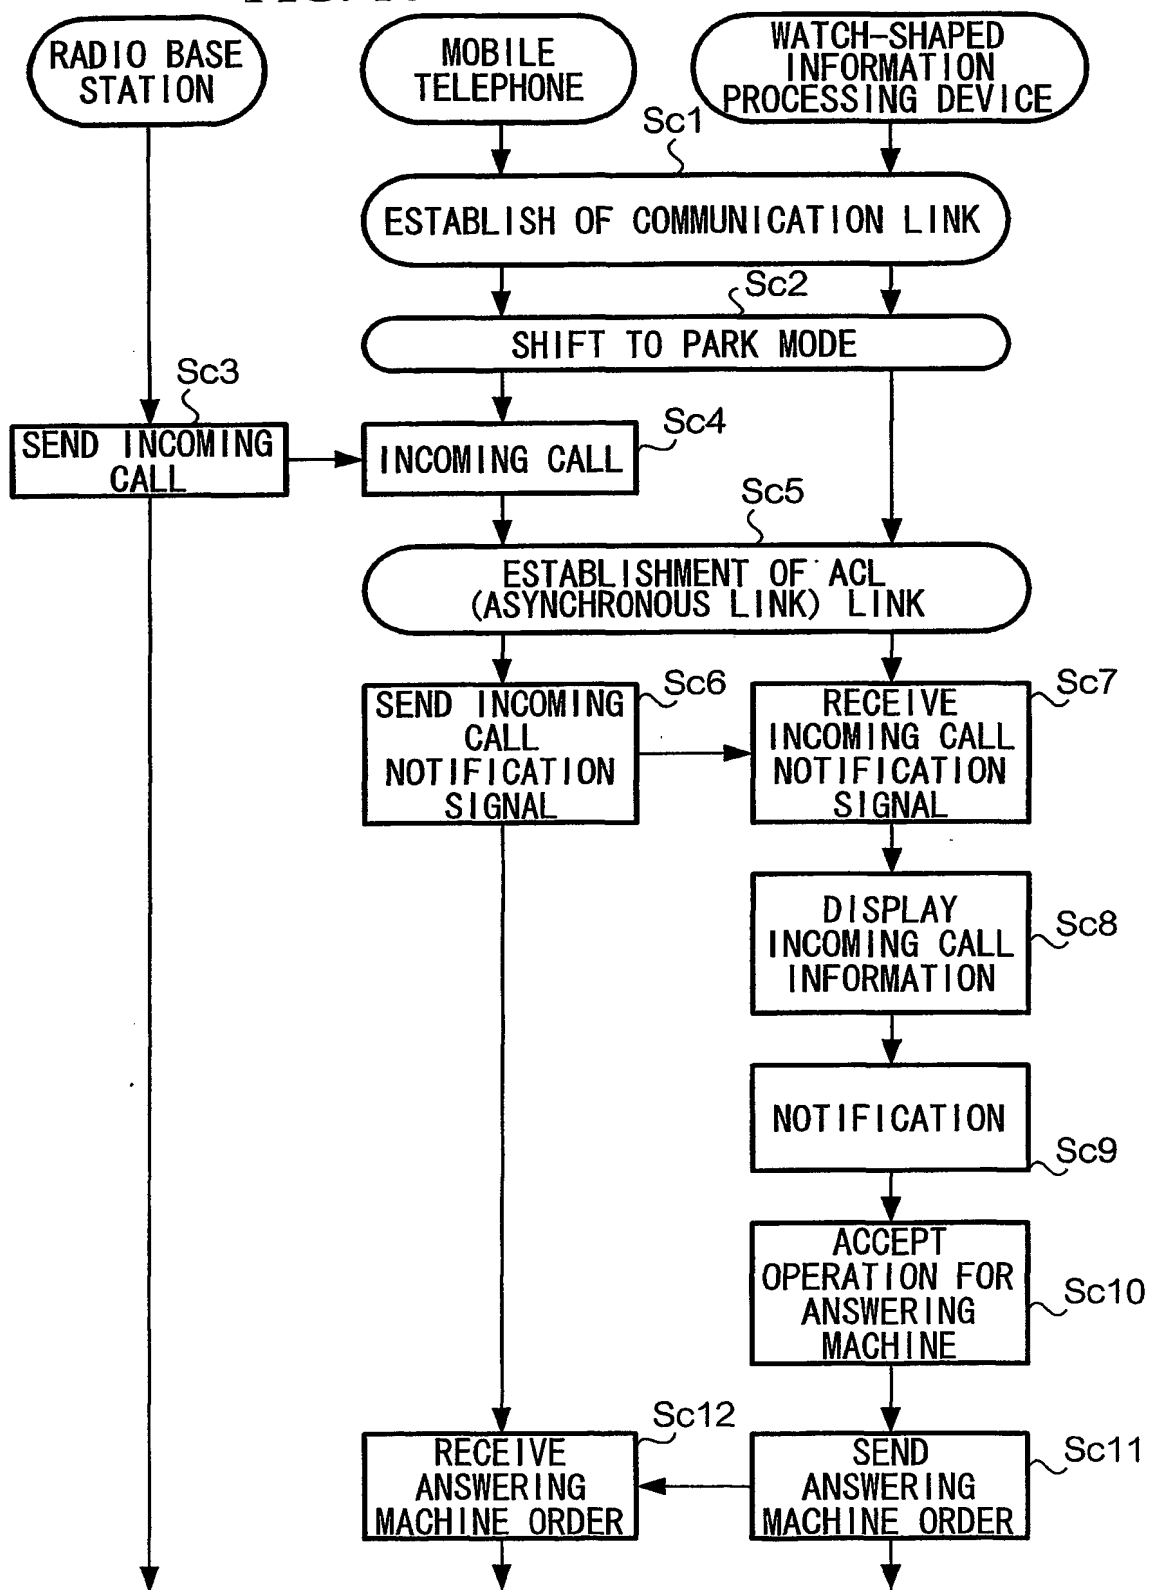 RADIO BASE
STATION
MOBILE
TELEPHONE
WATCH-SHAPED
INFORMATION
PROCESSING DEVICE
Sc1
ESTABLISH OF COMMUNICATION LINK
Sc2
SHIFT TO PARK MODE
Sc3
SEND INCOMING
CALL
Sc4
INCOMING CALL
Sc5
ESTABLISHMENT OF ACL
(ASYNCHRONOUS LINK) LINK
Sc6
SEND INCOMING
CALL
NOTIFICATION
SIGNAL
Sc7
RECEIVE
INCOMING CALL
NOTIFICATION
SIGNAL
DISPLAY
INCOMING CALL
INFORMATION
Sc8
NOTIFICATION
Sc9
ACCEPT
OPERATION FOR
ANSWERING
MACHINE
Sc10
Sc12
RECEIVE
ANSWERING
MACHINE ORDER
SEND
ANSWERING
MACHINE ORDER
Sc11